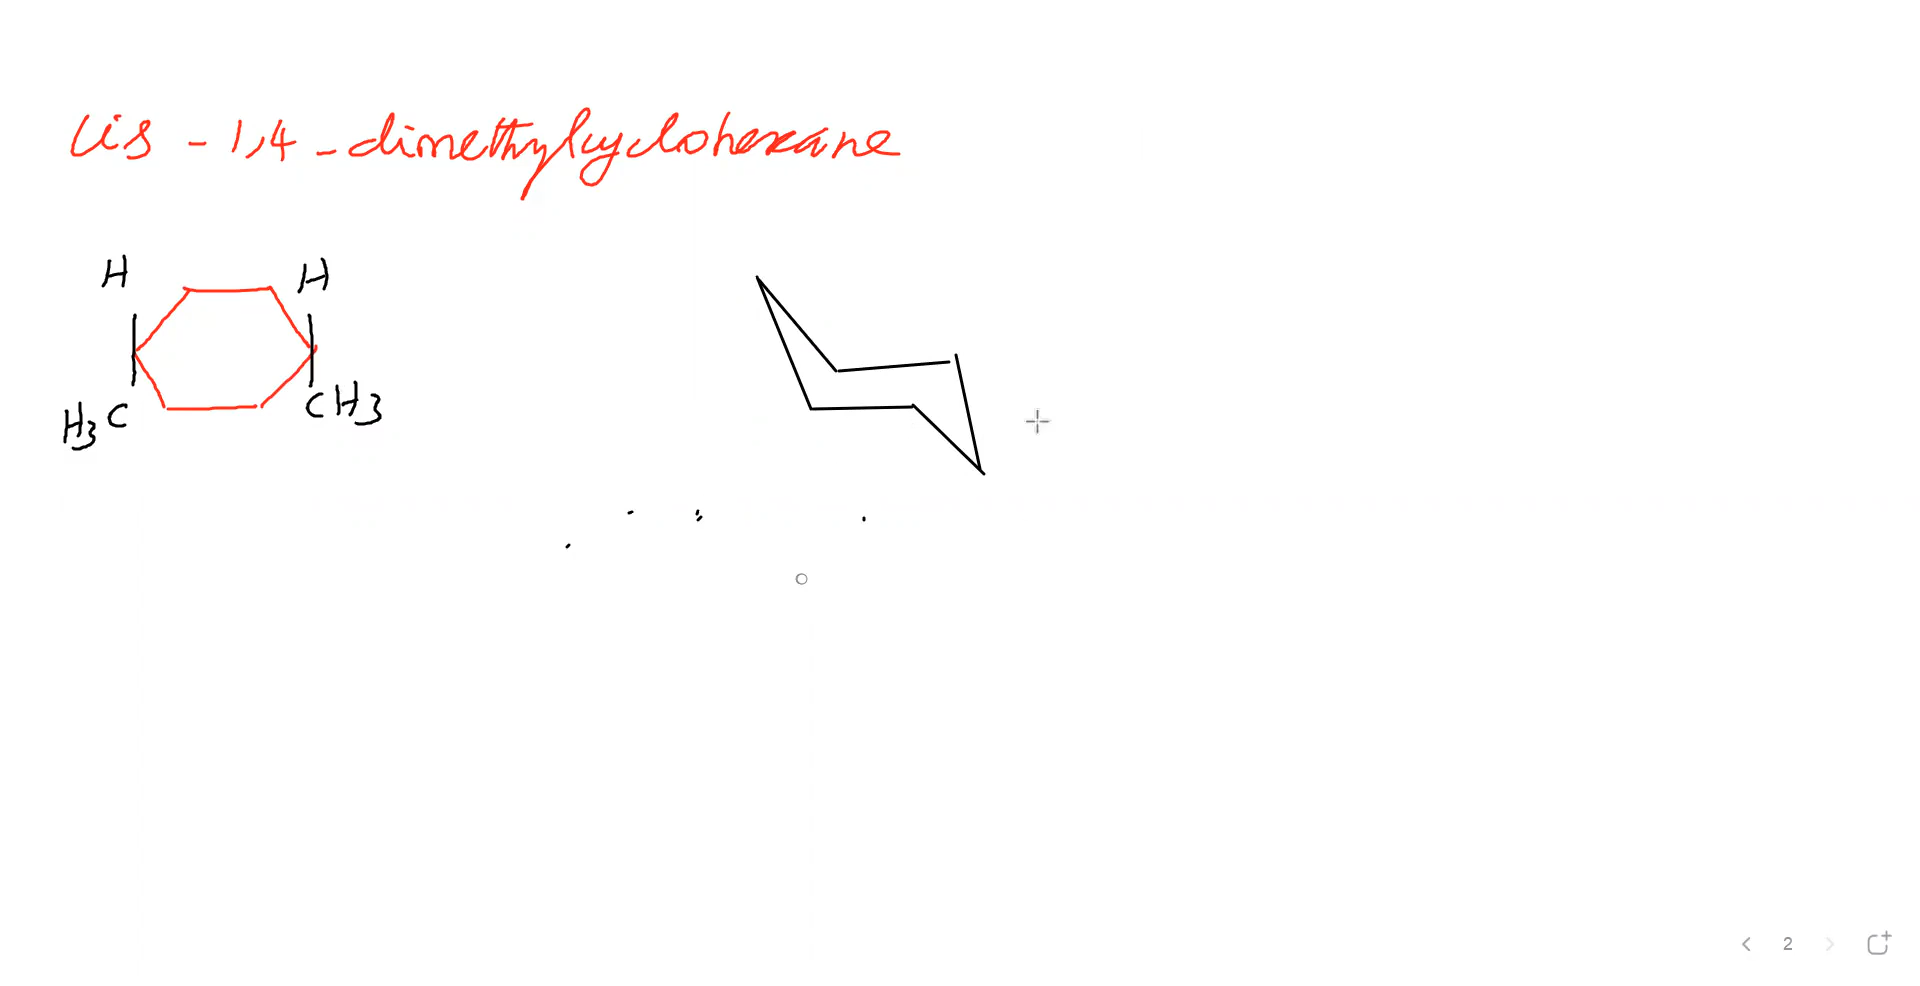 cis - 1,4 - dimethylcyclohexane
H H
H3C CH3
2